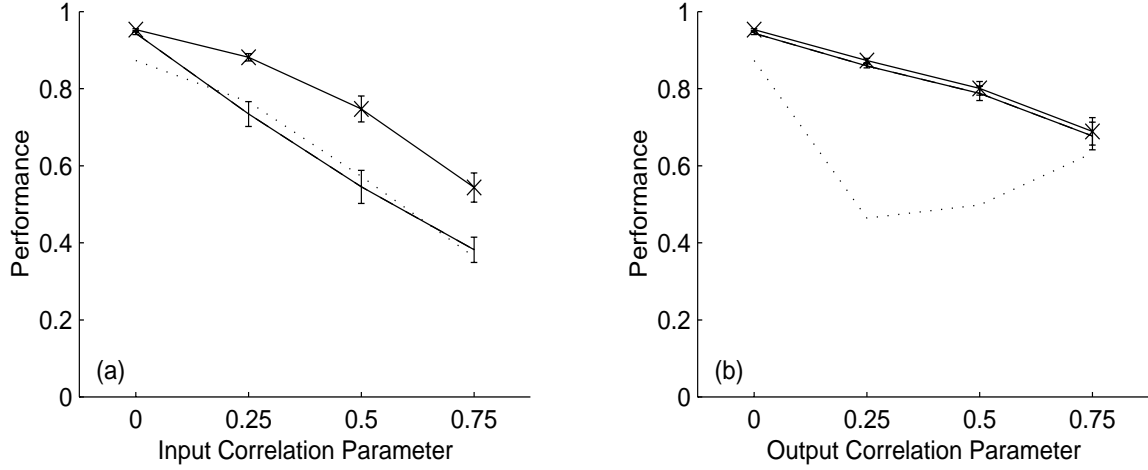 1
0.8
0.6
0.4
0.2
0
Performance
(a)
0 0.25 0.5 0.75
Input Correlation Parameter
1
0.8
0.6
0.4
0.2
0
Performance
(b)
0 0.25 0.5 0.75
Output Correlation Parameter